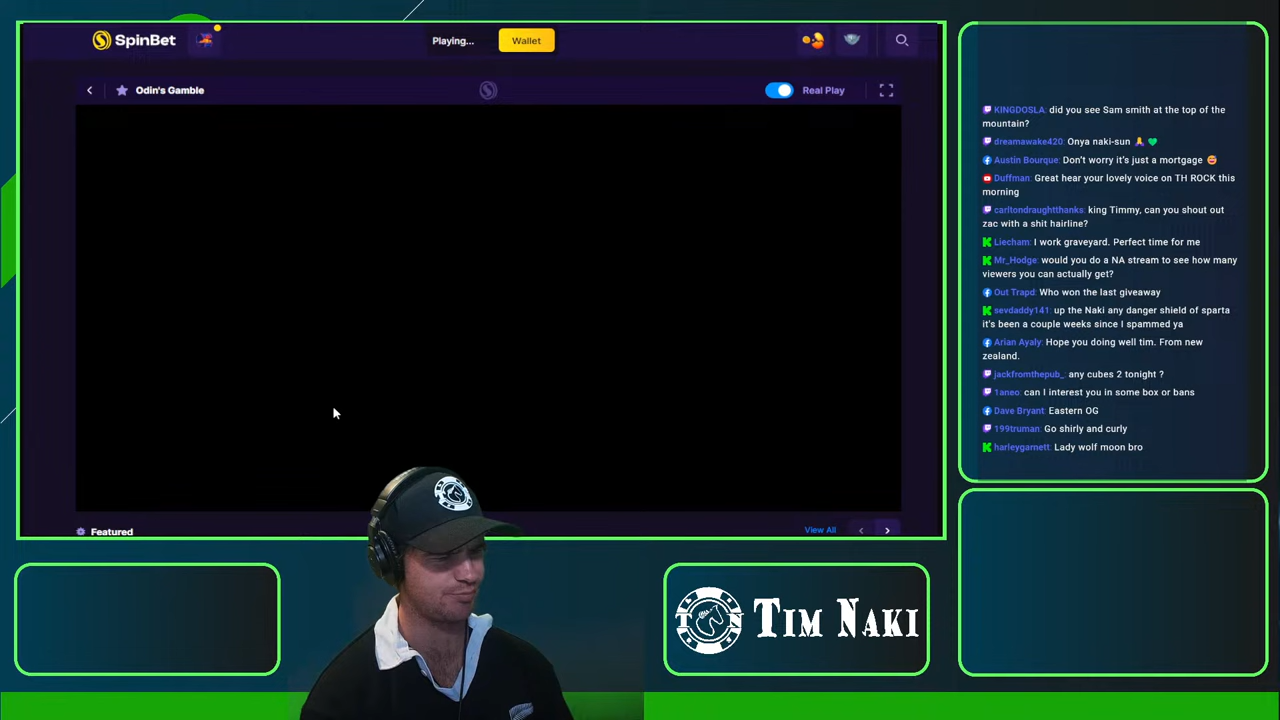 SpinBet
Playing...
Wallet
Odin's Gamble
Real Play
Featured
View All
KINGDOSLA: did you see Sam smith at the top of the
mountain?
dreamawake420: Onya naki-sun 🙏 💚
Austin Bourque: Don't worry it's just a mortgage 🥰
Duffman: Great hear your lovely voice on TH ROCK this
morning
carltondraughtthanks: king Timmy, can you shout out
zac with a shit hairline?
Liecham: I work graveyard. Perfect time for me
Mr_Hodge: would you do a NA stream to see how many
viewers you can actually get?
Out Trapd: Who won the last giveaway
sevdaddy141: up the Naki any danger shield of sparta
it's been a couple weeks since I spammed ya
Arian Ayaly: Hope you doing well tim. From new
zealand.
jackfromthepub_: any cubes 2 tonight ?
1aneo: can I interest you in some box or bans
Dave Bryant: Eastern OG
199truman: Go shirly and curly
harleygarnett: Lady wolf moon bro
T N
TIM NAKI